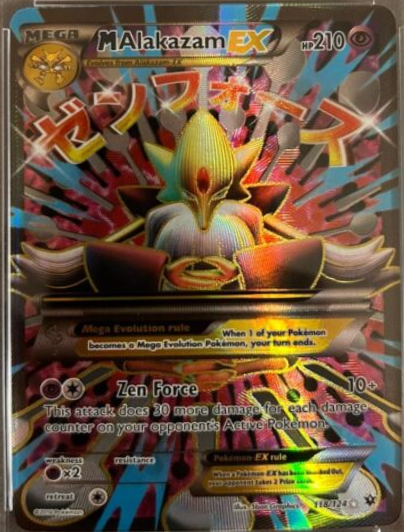 MEGA
M Alakazam EX HP210
Evolves from Alakazam-EX
ゼンフォース
Mega Evolution rule
When 1 of your Pokémon
becomes a Mega Evolution Pokémon, your turn ends.
Zen Force 10+
This attack does 30 more damage for each damage
counter on your opponent's Active Pokémon.
weakness resistance
×2
retreat
Pokémon-EX rule
When a Pokémon-EX has been Knocked Out,
your opponent takes 2 Prize cards.
©2016 Pokémon
118/124